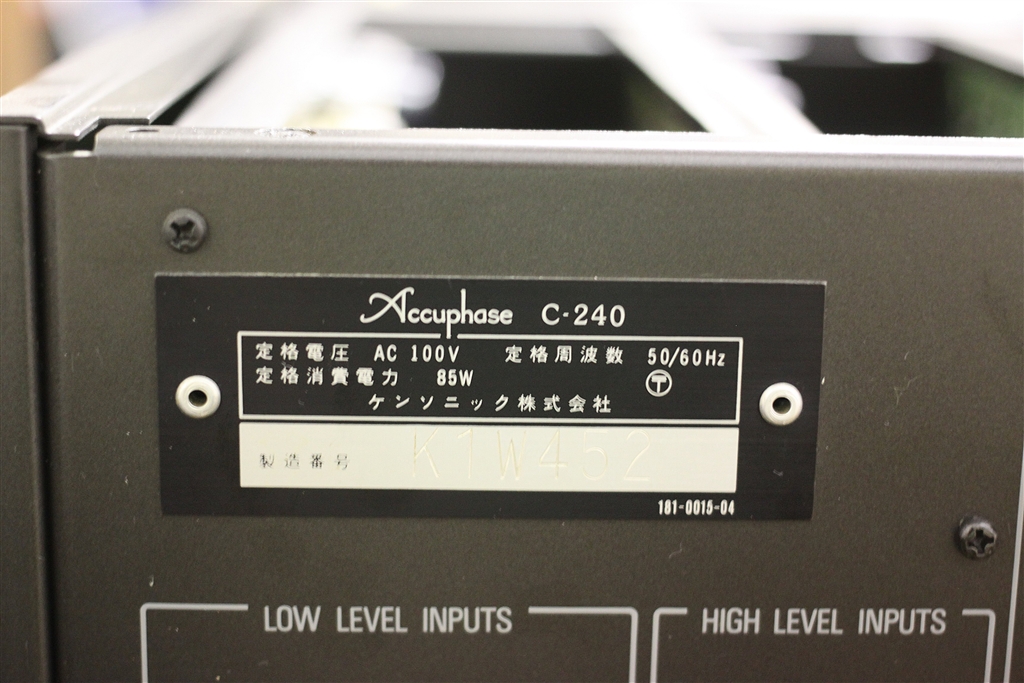 Accuphase C-240
定格電圧 AC 100V 定格周波数 50/60Hz
定格消費電力 85W 〒
ケンソニック株式会社
製造番号 K1W452
181-0015-04
LOW LEVEL INPUTS HIGH LEVEL INPUTS